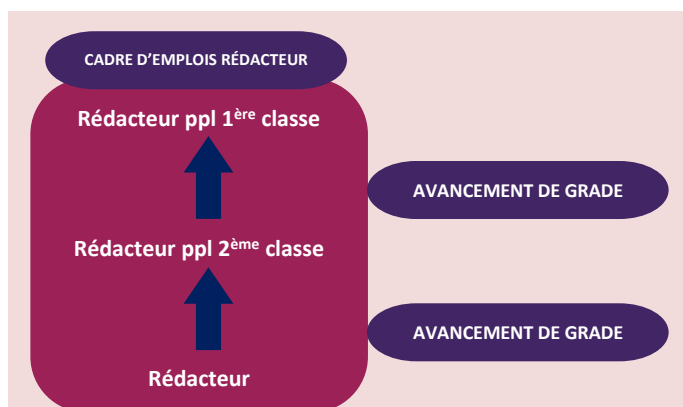 CADRE D’EMPLOIS RÉDACTEUR
Rédacteur ppl 1ère classe
AVANCEMENT DE GRADE
Rédacteur ppl 2ème classe
AVANCEMENT DE GRADE
Rédacteur